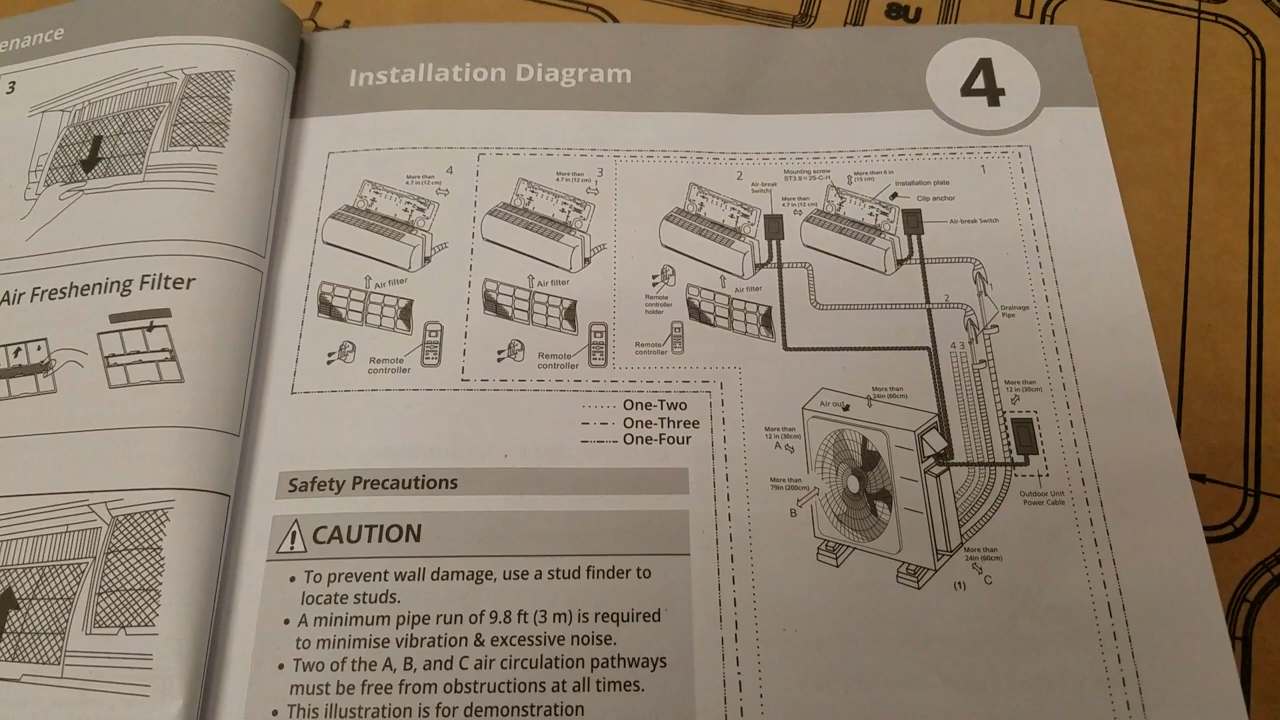 enance
3
Air Freshening Filter
Installation Diagram
4
4
More than
4.7 in (12 cm)
Air filter
Remote
controller
3
More than
4.7 in (12 cm)
Air filter
Remote
controller
2
Air-break
Switch
Mounting screw
ST3.9×25-C-H
More than
4.7 in (12 cm)
More than 6 in
(15 cm)
Installation plate
Clip anchor
Air-break Switch
1
Remote
controller
holder
Air filter
Remote
controller
1
2
Drainage
Pipe
4 3
More than
12 in (30cm)
Air out
More than
24in (60cm)
More than
12 in (30cm)
A
More than
79in (200cm)
B
Outdoor Unit
Power Cable
More than
24in (60cm)
C
(1)
One-Two
One-Three
One-Four
Safety Precautions
CAUTION
• To prevent wall damage, use a stud finder to
locate studs.
• A minimum pipe run of 9.8 ft (3 m) is required
to minimise vibration & excessive noise.
• Two of the A, B, and C air circulation pathways
must be free from obstructions at all times.
• This illustration is for demonstration